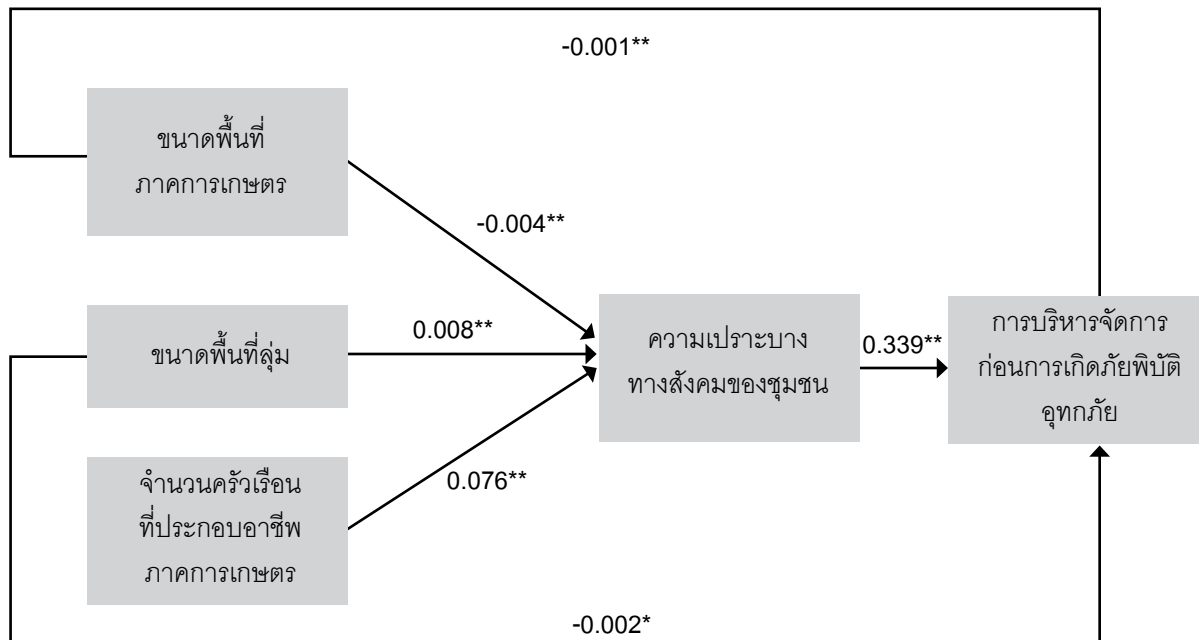 -0.001**
ขนาดพื้นที่
ภาคการเกษตร
-0.004**
ขนาดพื้นที่ลุ่ม
0.008**
ความเปราะบาง
ทางสังคมของชุมชน
0.339**
การบริหารจัดการ
ก่อนการเกิดภัยพิบัติ
อุทกภัย
จำนวนครัวเรือน
ที่ประกอบอาชีพ
ภาคการเกษตร
0.076**
-0.002*